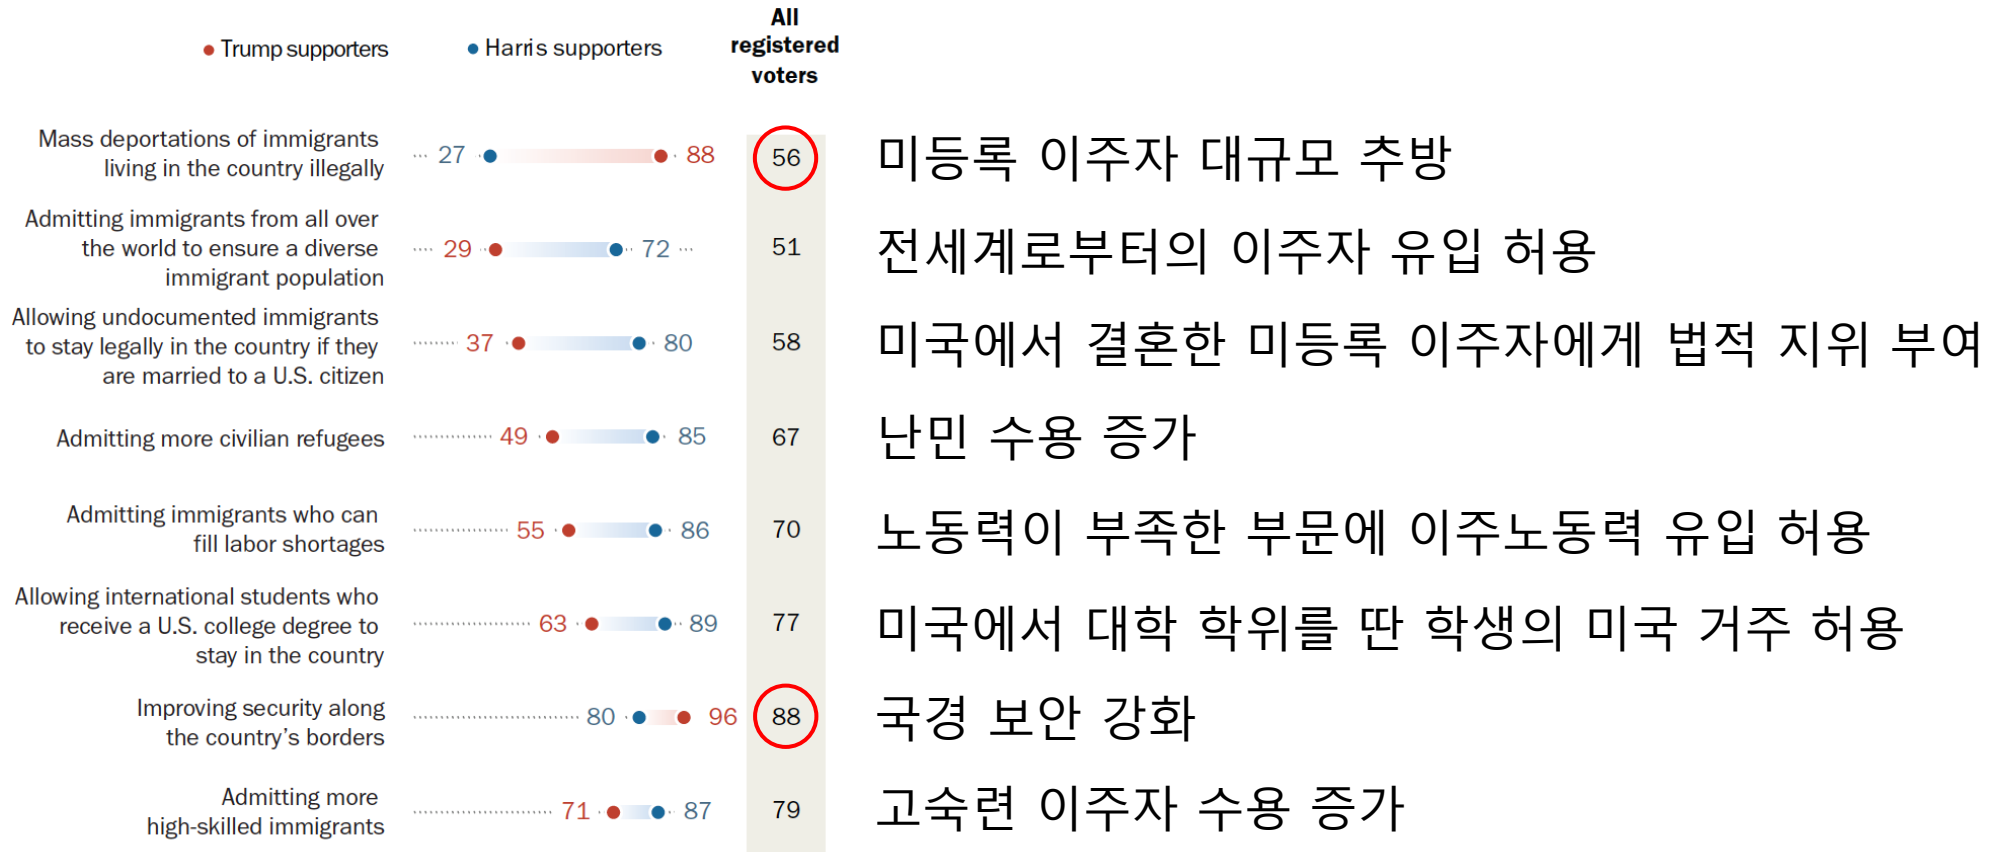 Trump supporters
Harris supporters
All
registered
voters
Mass deportations of immigrants
living in the country illegally
27
88
56
미등록 이주자 대규모 추방
Admitting immigrants from all over
the world to ensure a diverse
immigrant population
29
72
51
전세계로부터의 이주자 유입 허용
Allowing undocumented immigrants
to stay legally in the country if they
are married to a U.S. citizen
37
80
58
미국에서 결혼한 미등록 이주자에게 법적 지위 부여
Admitting more civilian refugees
49
85
67
난민 수용 증가
Admitting immigrants who can
fill labor shortages
55
86
70
노동력이 부족한 부문에 이주노동력 유입 허용
Allowing international students who
receive a U.S. college degree to
stay in the country
63
89
77
미국에서 대학 학위를 딴 학생의 미국 거주 허용
Improving security along
the country's borders
80
96
88
국경 보안 강화
Admitting more
high-skilled immigrants
71
87
79
고숙련 이주자 수용 증가